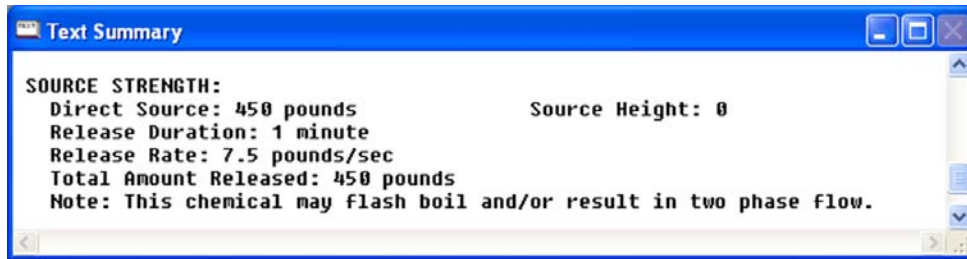 Text Summary
SOURCE STRENGTH:
Direct Source: 450 pounds Source Height: 0
Release Duration: 1 minute
Release Rate: 7.5 pounds/sec
Total Amount Released: 450 pounds
Note: This chemical may flash boil and/or result in two phase flow.